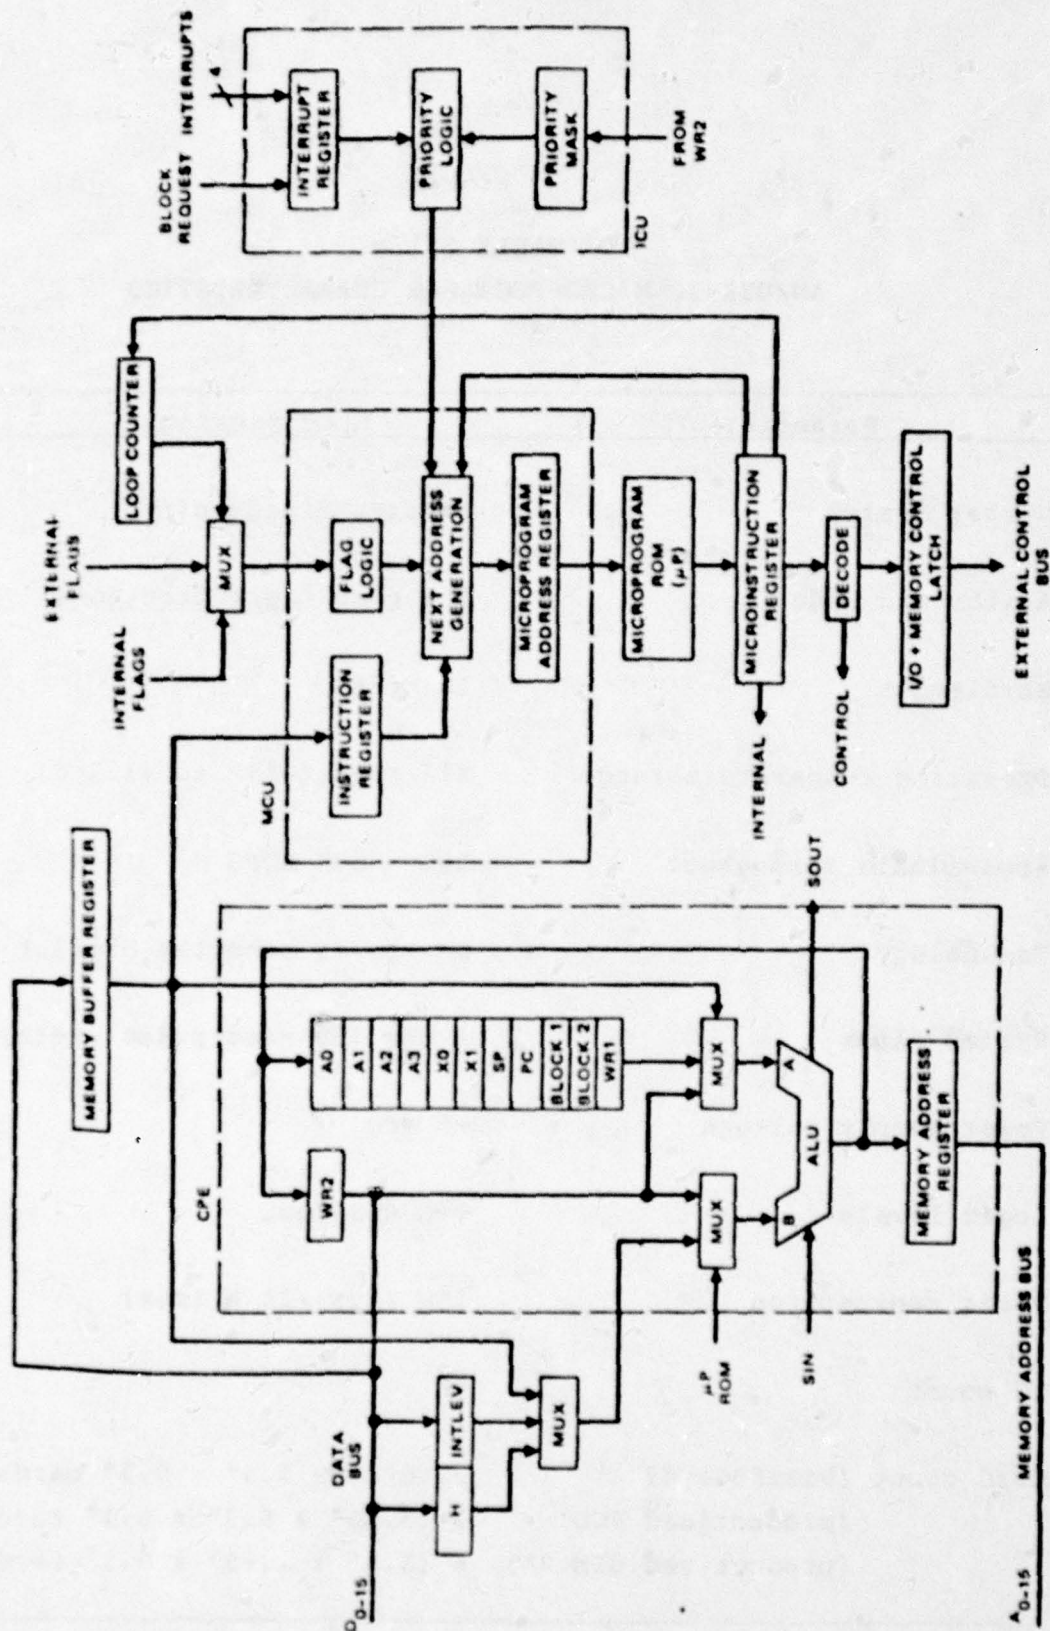 BLOCK
REQUEST INTERRUPTS
4
INTERRUPT
REGISTER
PRIORITY
LOGIC
PRIORITY
MASK
FROM
WR2
ICU
LOOP COUNTER
EXTERNAL
FLAGS
INTERNAL
FLAGS
MUX
FLAG
LOGIC
INSTRUCTION
REGISTER
NEXT ADDRESS
GENERATION
MICROPROGRAM
ADDRESS REGISTER
MCU
MICROPROGRAM
ROM
(μP)
MICROINSTRUCTION
REGISTER
INTERNAL
DECODE
CONTROL
I/O + MEMORY CONTROL
LATCH
EXTERNAL CONTROL
BUS
MEMORY BUFFER REGISTER
CPE
WR2
A0
A1
A2
A3
X0
X1
SP
PC
BLOCK 1
BLOCK 2
WR1
MUX
MUX
A
B
ALU
SOUT
SIN
μP
ROM
MEMORY ADDRESS
REGISTER
DATA
BUS
H
INTLEV
MUX
D0-15
MEMORY ADDRESS BUS
A0-15